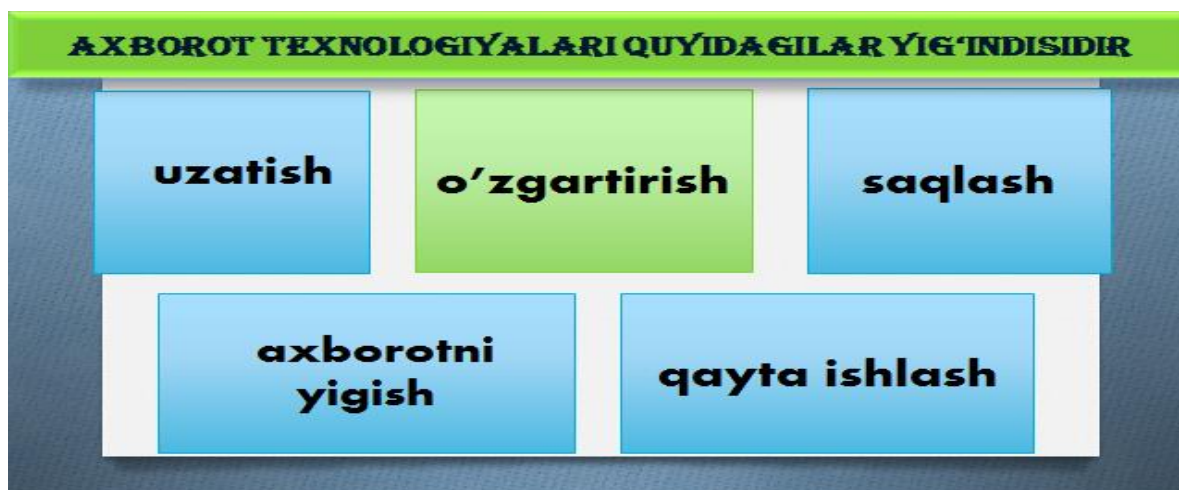 AXBOROT TEXNOLOGIYALARI QUYIDAGILAR YIG‘INDISIDIR
uzatish
o’zgartirish
saqlash
axborotni
yigish
qayta ishlash